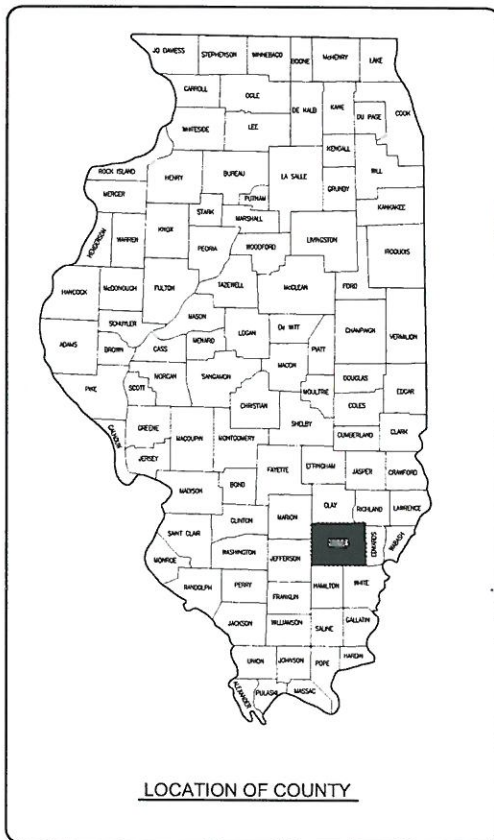 JO DAVIESS STEPHENSON WINNEBAGO BOONE McHENRY LAKE
CARROLL OGLE DE KALB KANE COOK
DU PAGE
WHITESIDE LEE
KENDALL WILL
ROCK ISLAND HENRY BUREAU LA SALLE GRUNDY
MERCER PUTNAM KANKAKEE
STARK MARSHALL
HENDERSON WARREN KNOX PEORIA WOODFORD LIVINGSTON IROQUOIS
HANCOCK McDONOUGH FULTON TAZEWELL McCLEAN FORD
MASON
SCHUYLER LOGAN DE WITT CHAMPAIGN VERMILION
ADAMS BROWN CASS MENARD PIATT
MACON
PIKE SCOTT MORGAN SANGAMON MOULTRIE DOUGLAS EDGAR
CHRISTIAN COLES
CALHOUN GREENE MACOUPIN MONTGOMERY SHELBY CUMBERLAND CLARK
JERSEY FAYETTE EFFINGHAM JASPER CRAWFORD
MADISON BOND
CLAY RICHLAND LAWRENCE
CLINTON MARION
SAINT CLAIR EDWARDS WABASH
MONROE WASHINGTON JEFFERSON
RANDOLPH PERRY HAMILTON WHITE
FRANKLIN
JACKSON WILLIAMSON SALINE GALLATIN
UNION JOHNSON POPE HARDIN
ALEXANDER PULASKI MASSAC
LOCATION OF COUNTY